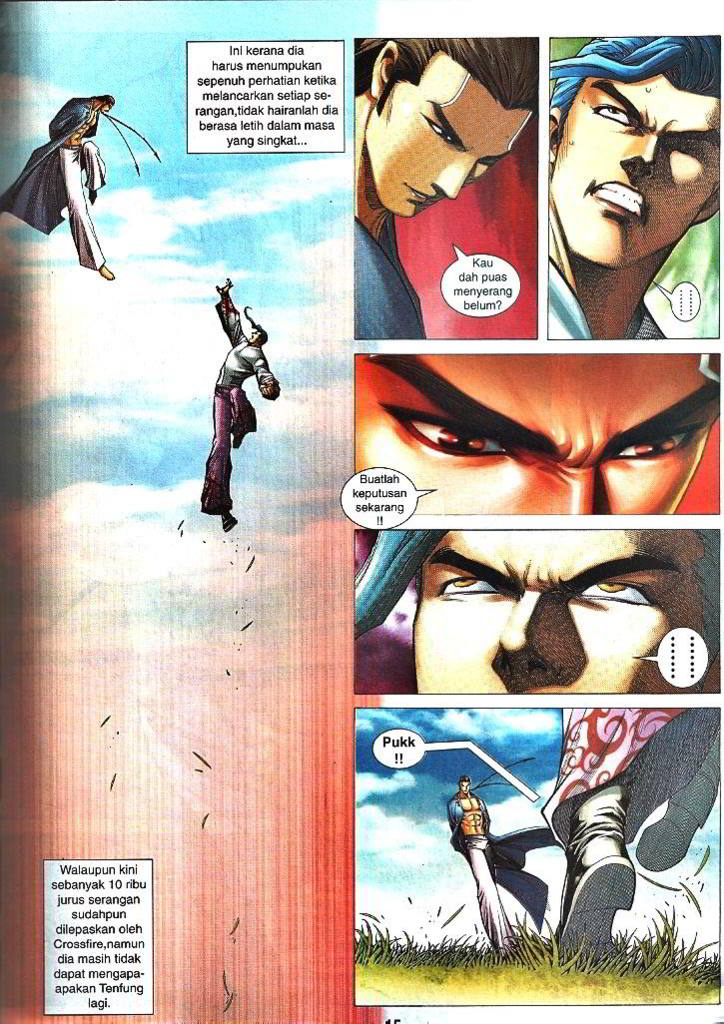 Ini kerana dia
harus menumpukan
sepenuh perhatian ketika
melancarkan setiap se-
rangan,tidak hairanlah dia
berasa letih dalam masa
yang singkat...
Kau
dah puas
menyerang
belum?
Buatlah
keputusan
sekarang
!!
Pukk
!!
Walaupun kini
sebanyak 10 ribu
jurus serangan
sudahpun
dilepaskan oleh
Crossfire,namun
dia masih tidak
dapat mengapa-
apakan Tenfung
lagi.
15